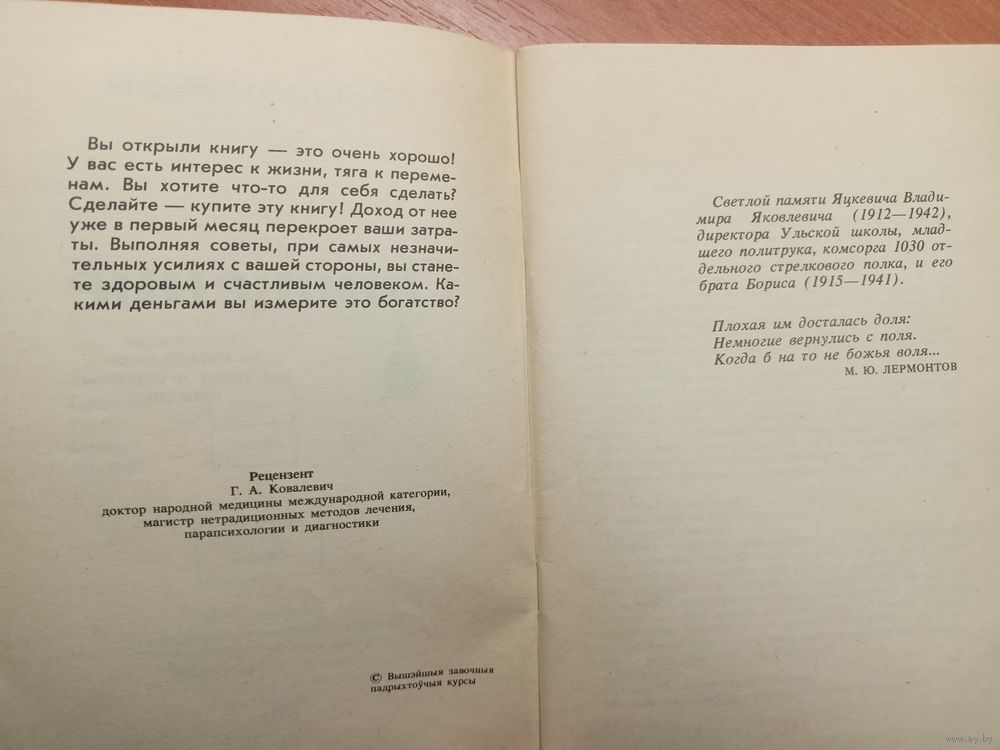 Вы открыли книгу — это очень хорошо!
У вас есть интерес к жизни, тяга к переме-
нам. Вы хотите что-то для себя сделать?
Сделайте — купите эту книгу! Доход от нее
уже в первый месяц перекроет ваши затра-
ты. Выполняя советы, при самых незначи-
тельных усилиях с вашей стороны, вы стане-
те здоровым и счастливым человеком. Ка-
кими деньгами вы измерите это богатство?
Рецензент
Г. А. Ковалевич
доктор народной медицины международной категории,
магистр нетрадиционных методов лечения,
парапсихологии и диагностики
© Вышэйшыя завочныя
падрыхтоўчыя курсы
Светлой памяти Яцкевича Влади-
мира Яковлевича (1912—1942),
директора Ульской школы, млад-
шего политрука, комсорга 1030 от-
дельного стрелкового полка, и его
брата Бориса (1915—1941).
Плохая им досталась доля:
Немногие вернулись с поля.
Когда б на то не божья воля...
М. Ю. ЛЕРМОНТОВ
www.ay.by